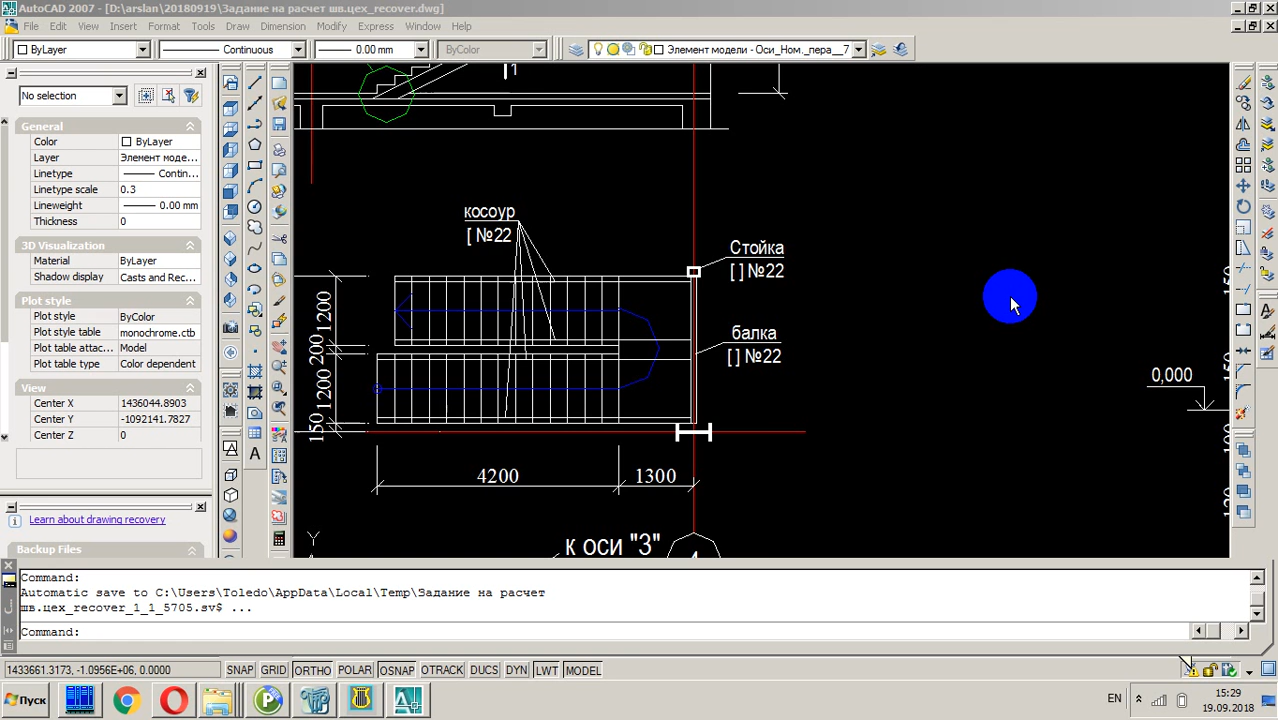 AutoCAD 2007 - [D:\arslan\20180919\Задание на расчет шв.цех_recover.dwg]
File Edit View Insert Format Tools Draw Dimension Modify Express Window Help
ByLayer Continuous 0.00 mm ByColor Элемент модели - Оси_Ном._пера__7
No selection
General
Color ByLayer
Layer Элемент моде...
Linetype Contin...
Linetype scale 0.3
Lineweight 0.00 mm
Thickness 0
3D Visualization
Material ByLayer
Shadow display Casts and Rec...
Plot style
Plot style ByColor
Plot style table monochrome.ctb
Plot table attac... Model
Plot table type Color dependent
View
Center X 1436044.8903
Center Y -1092141.7827
Center Z 0
Learn about drawing recovery
Backup Files
1
косоур
[ №22
Стойка
[ ] №22
балка
[ ] №22
1200
200
1200
150
4200 1300
0,000
к оси "3"
Y
Command:
Automatic save to C:\Users\Toledo\AppData\Local\Temp\Задание на расчет
шв.цех_recover_1_1_5705.sv$ ...
Command:
1433661.3173, -1.0956E+06, 0.0000 SNAP GRID ORTHO POLAR OSNAP OTRACK DUCS DYN LWT MODEL
Пуск
EN
15:29
19.09.2018